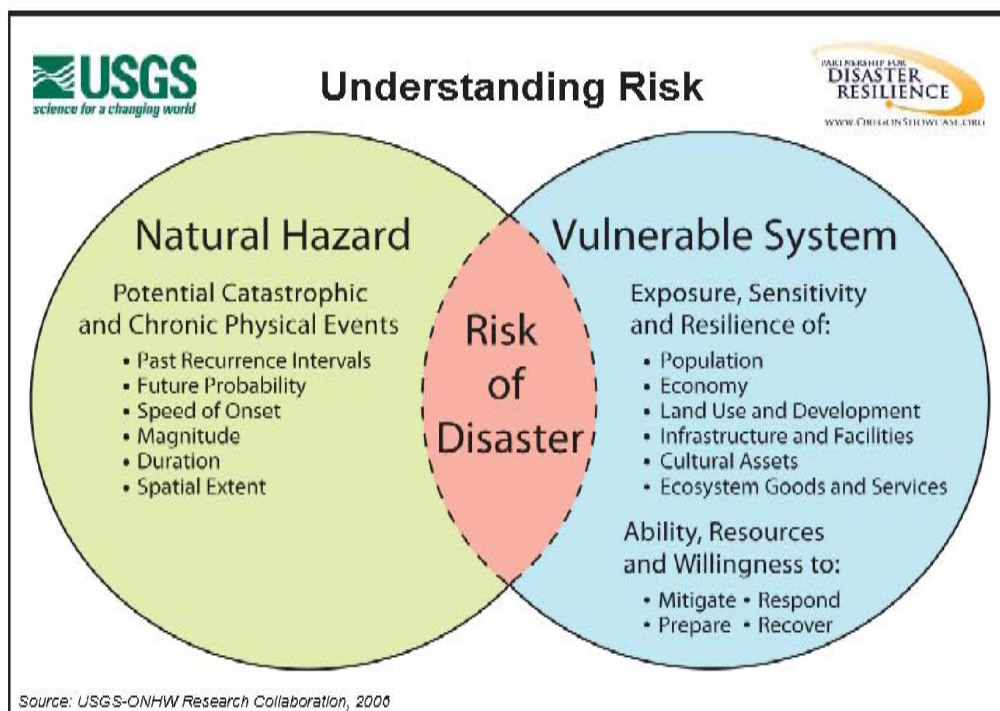 USGS
science for a changing world
Understanding Risk
PARTNERSHIP FOR
DISASTER
RESILIENCE
WWW.OREGONSHOWCASE.ORG
Natural Hazard
Potential Catastrophic
and Chronic Physical Events
• Past Recurrence Intervals
• Future Probability
• Speed of Onset
• Magnitude
• Duration
• Spatial Extent
Risk
of
Disaster
Vulnerable System
Exposure, Sensitivity
and Resilience of:
• Population
• Economy
• Land Use and Development
• Infrastructure and Facilities
• Cultural Assets
• Ecosystem Goods and Services
Ability, Resources
and Willingness to:
• Mitigate • Respond
• Prepare • Recover
Source: USGS-ONHW Research Collaboration, 2006